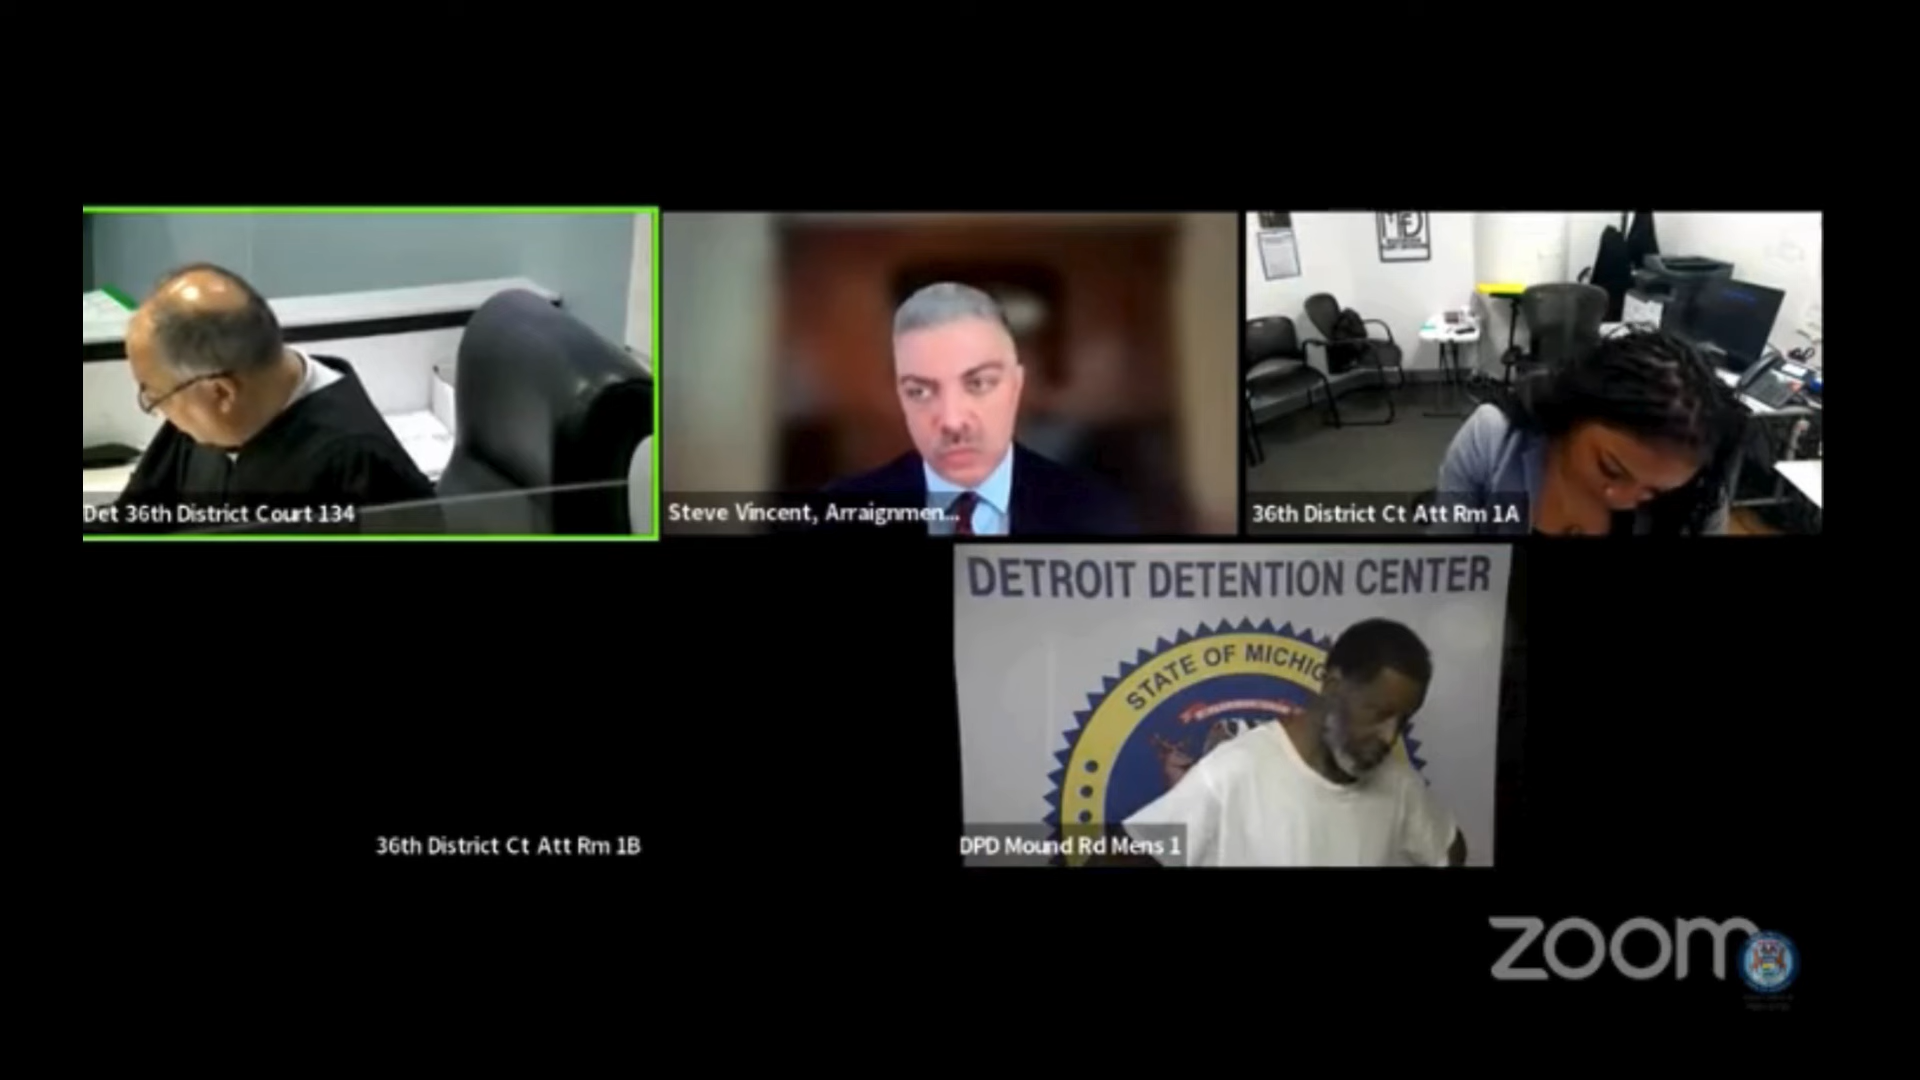 Det 36th District Court 134
Steve Vincent, Arraignmen...
36th District Ct Att Rm 1A
DETROIT DETENTION CENTER
STATE OF MICHIG
36th District Ct Att Rm 1B
DPD Mound Rd Mens 1
zoom